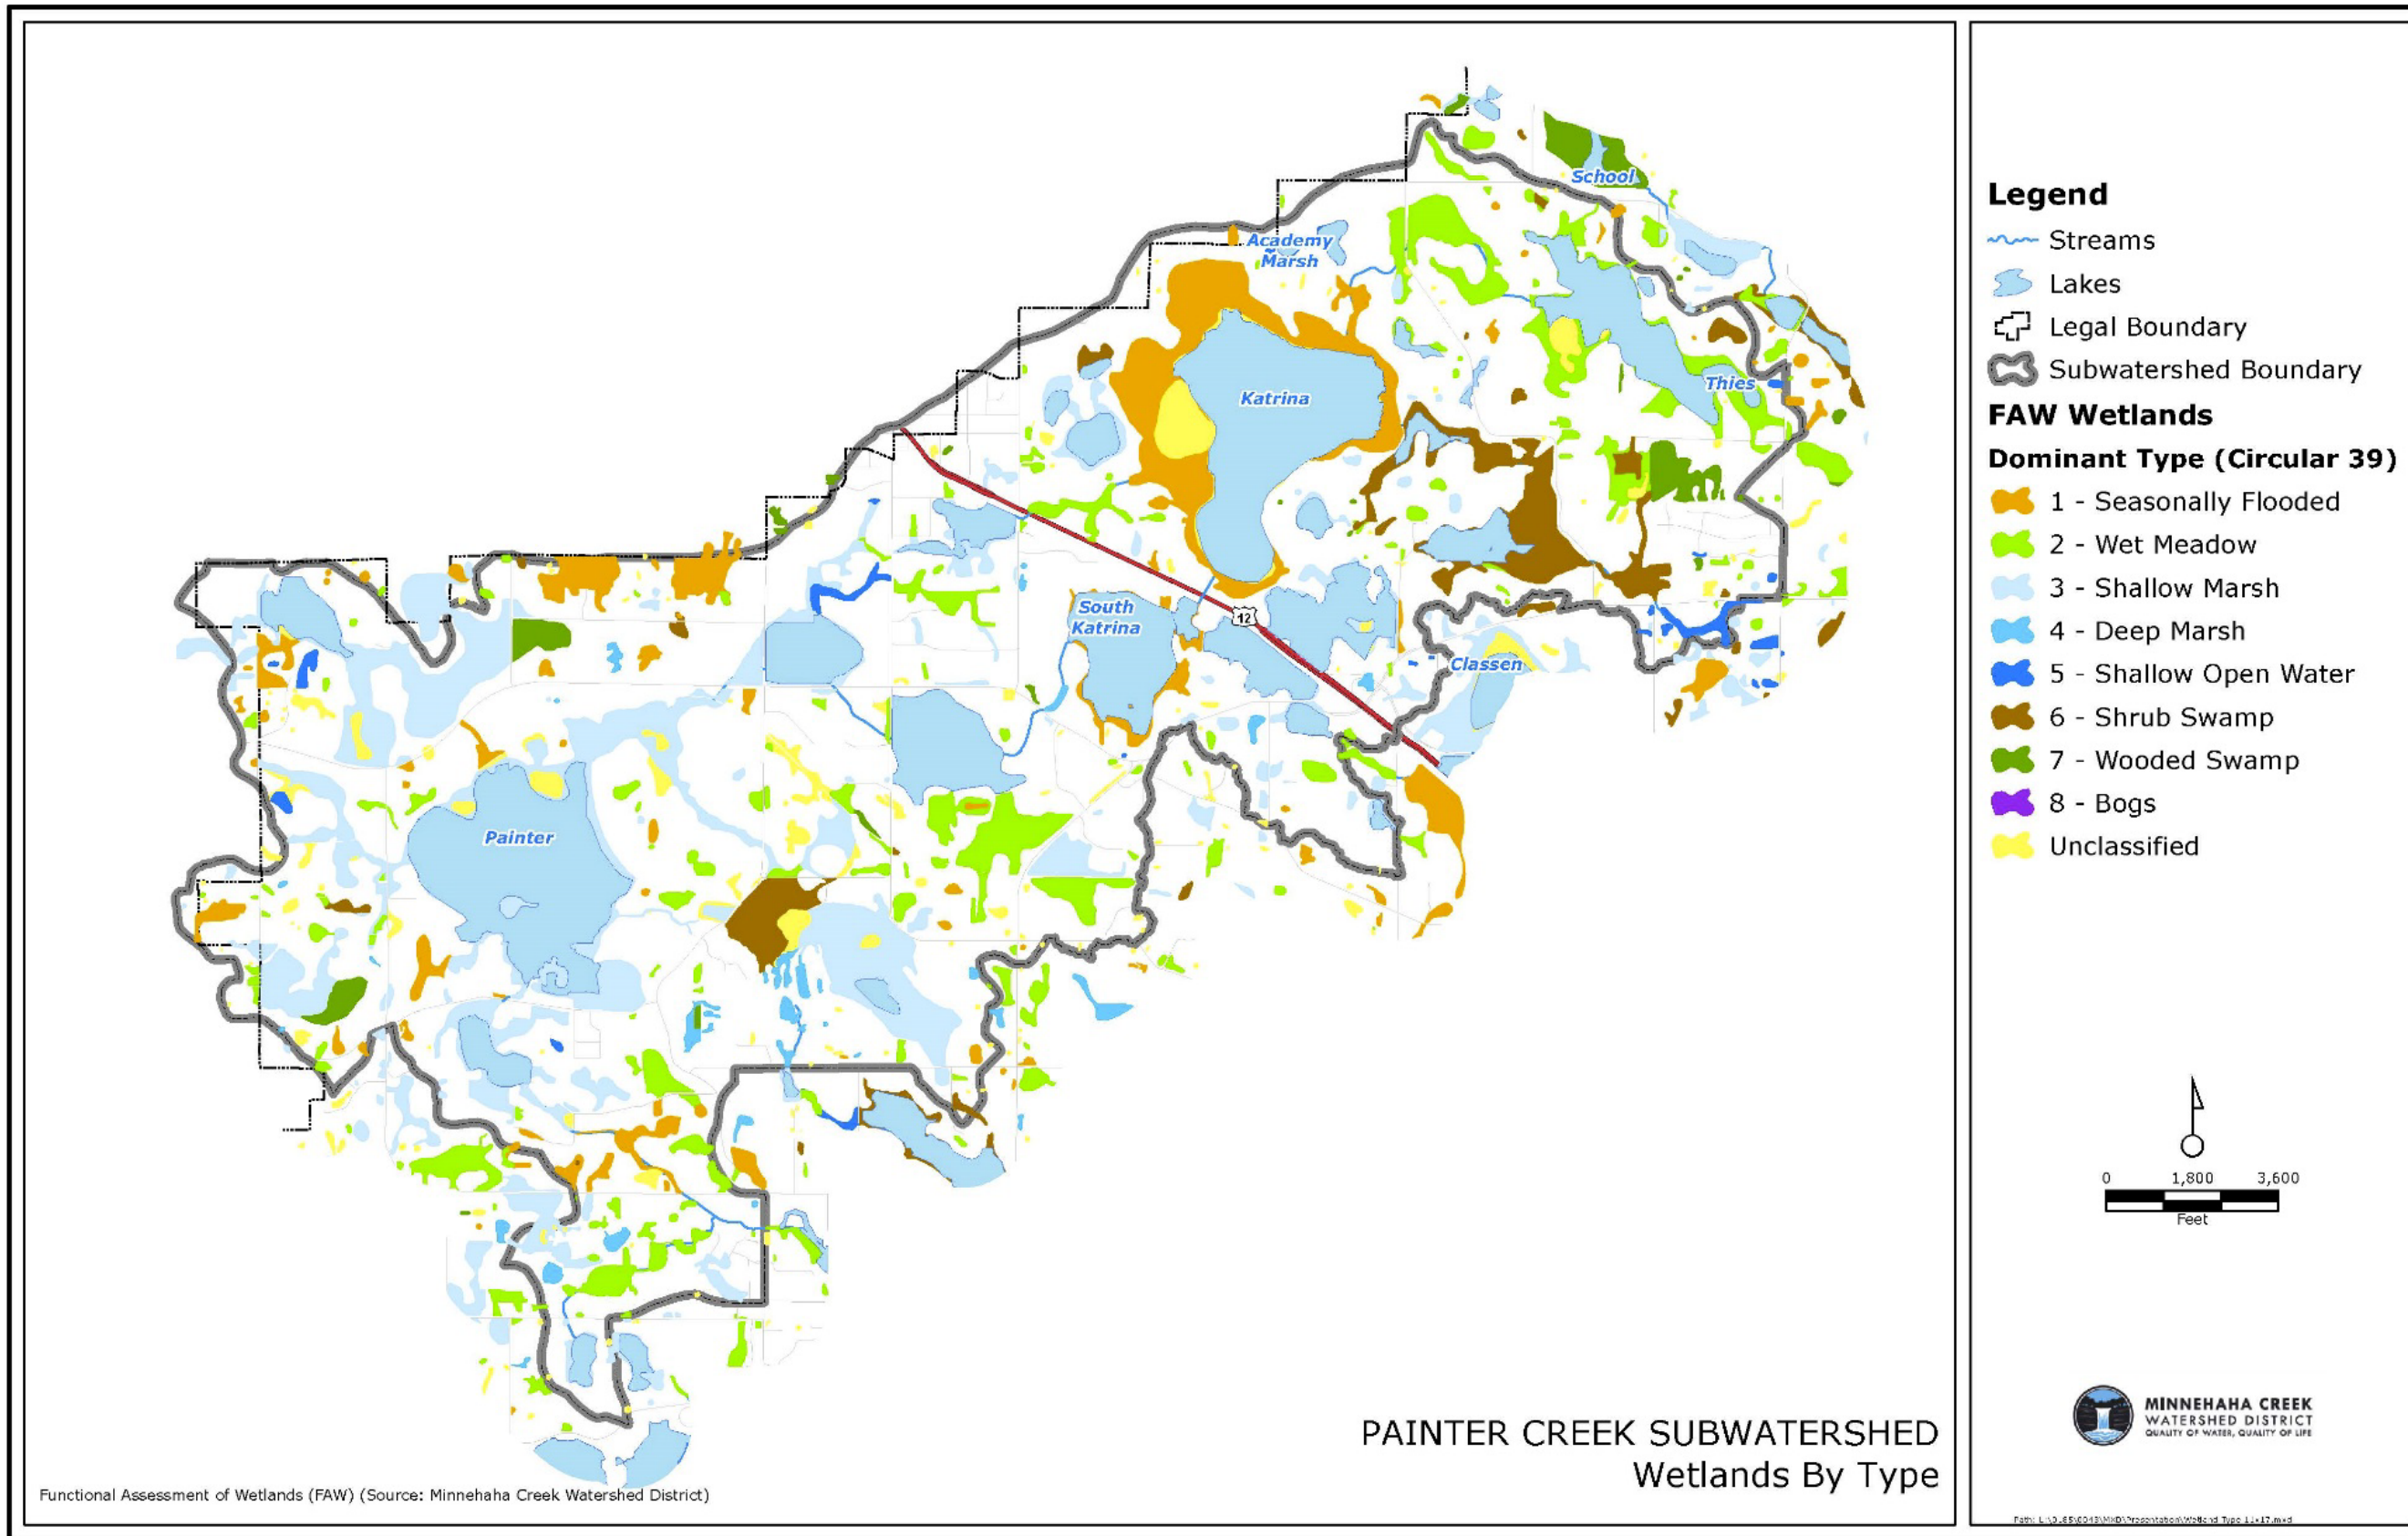 School
Academy
Marsh
Katrina
Thies
South
Katrina
12
Classen
Painter
PAINTER CREEK SUBWATERSHED
Wetlands By Type
Functional Assessment of Wetlands (FAW) (Source: Minnehaha Creek Watershed District)
Legend
Streams
Lakes
Legal Boundary
Subwatershed Boundary
FAW Wetlands
Dominant Type (Circular 39)
1 - Seasonally Flooded
2 - Wet Meadow
3 - Shallow Marsh
4 - Deep Marsh
5 - Shallow Open Water
6 - Shrub Swamp
7 - Wooded Swamp
8 - Bogs
Unclassified
0 1,800 3,600
Feet
MINNEHAHA CREEK
WATERSHED DISTRICT
QUALITY OF WATER, QUALITY OF LIFE